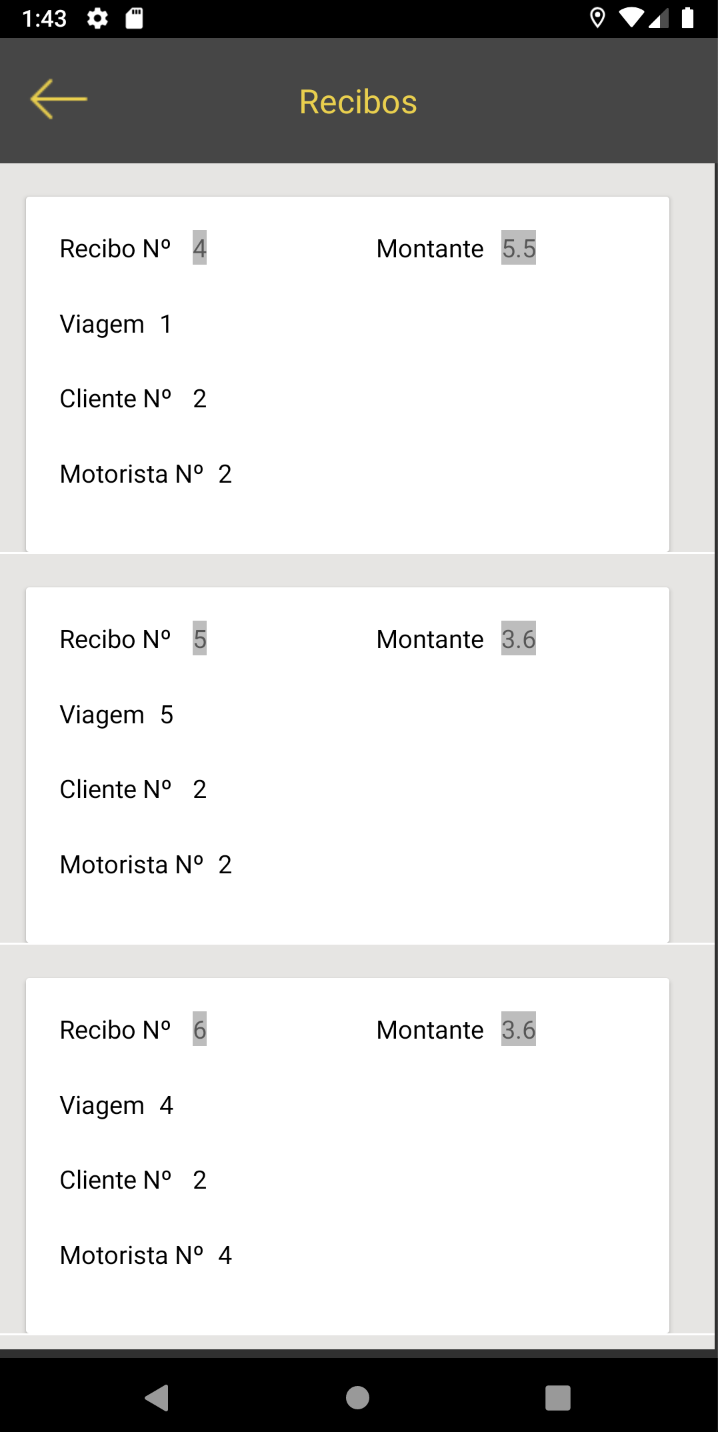 1:43
Recibos
Recibo Nº 4 Montante 5.5
Viagem 1
Cliente Nº 2
Motorista Nº 2
Recibo Nº 5 Montante 3.6
Viagem 5
Cliente Nº 2
Motorista Nº 2
Recibo Nº 6 Montante 3.6
Viagem 4
Cliente Nº 2
Motorista Nº 4